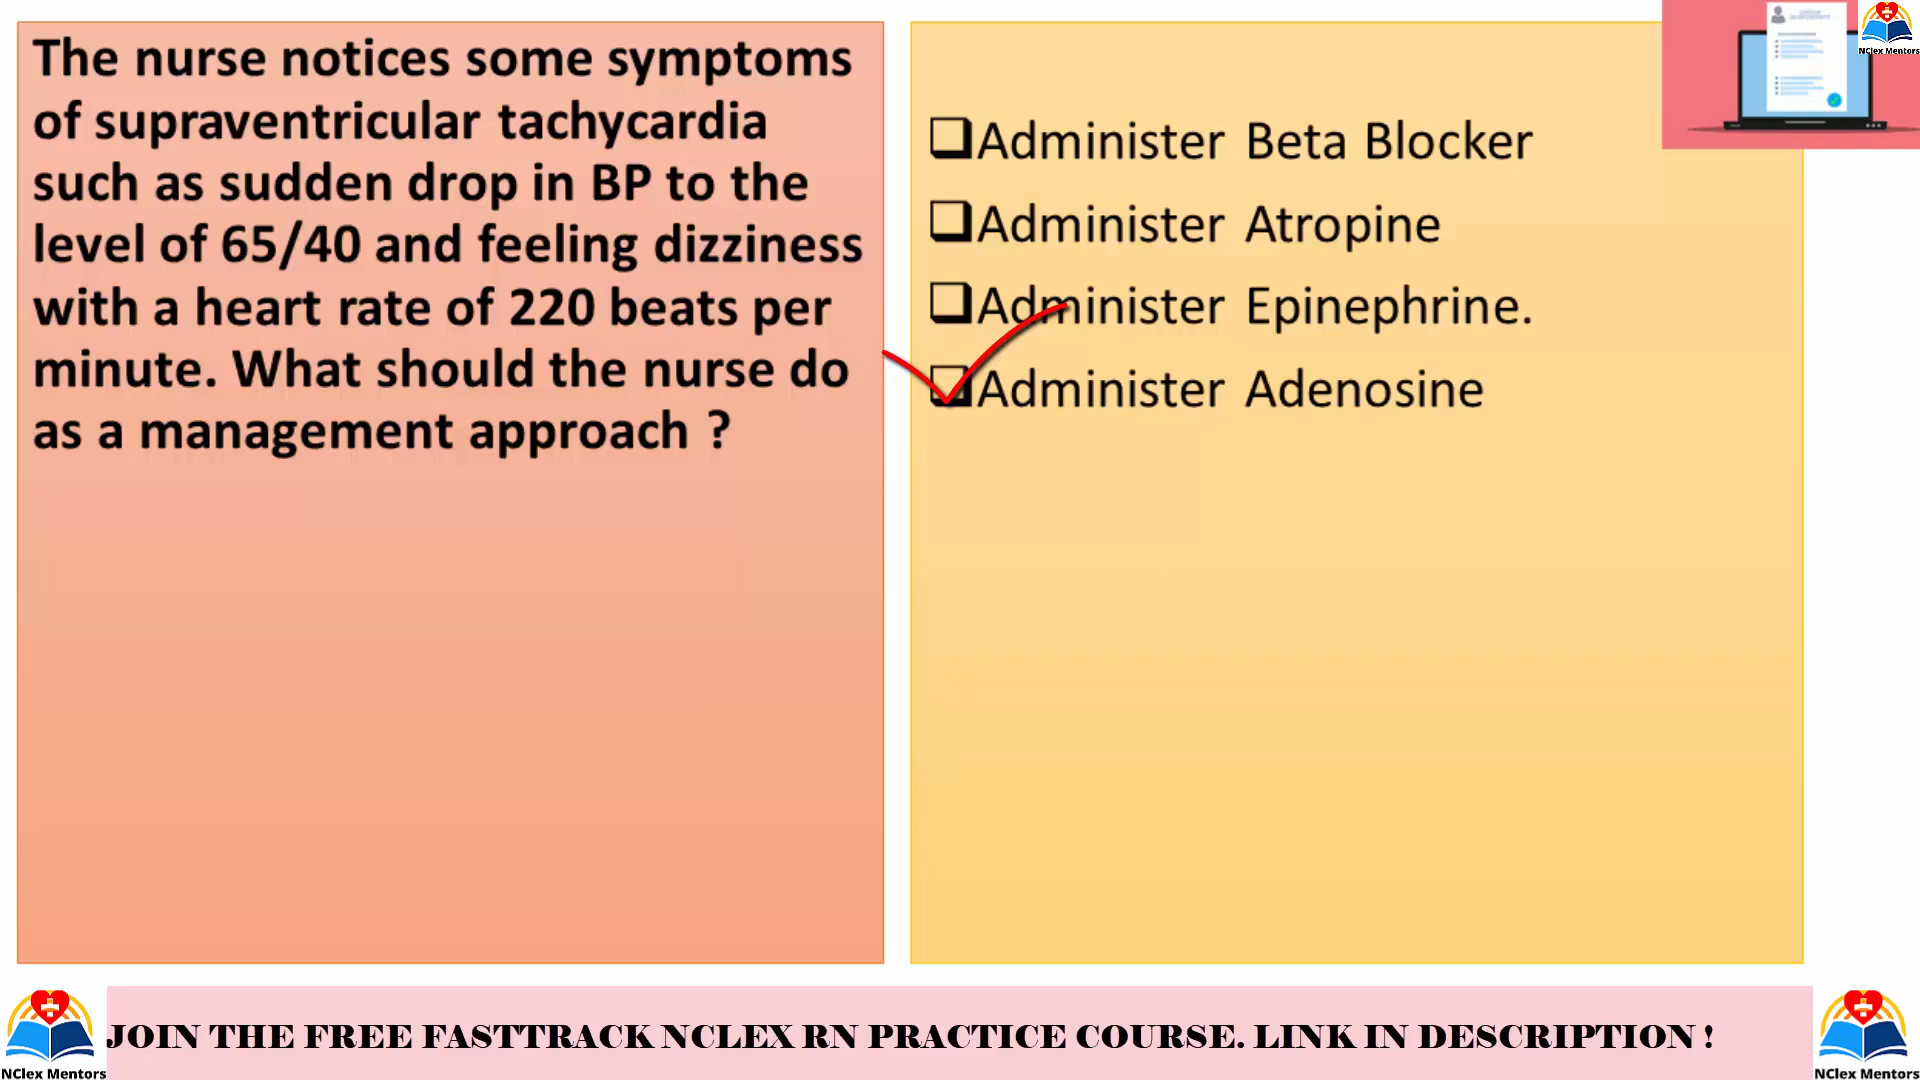 The nurse notices some symptoms
of supraventricular tachycardia
such as sudden drop in BP to the
level of 65/40 and feeling dizziness
with a heart rate of 220 beats per
minute. What should the nurse do
as a management approach ?
Administer Beta Blocker
Administer Atropine
Administer Epinephrine.
Administer Adenosine
NClex Mentors
JOIN THE FREE FASTTRACK NCLEX RN PRACTICE COURSE. LINK IN DESCRIPTION !
NClex Mentors
NClex Mentors